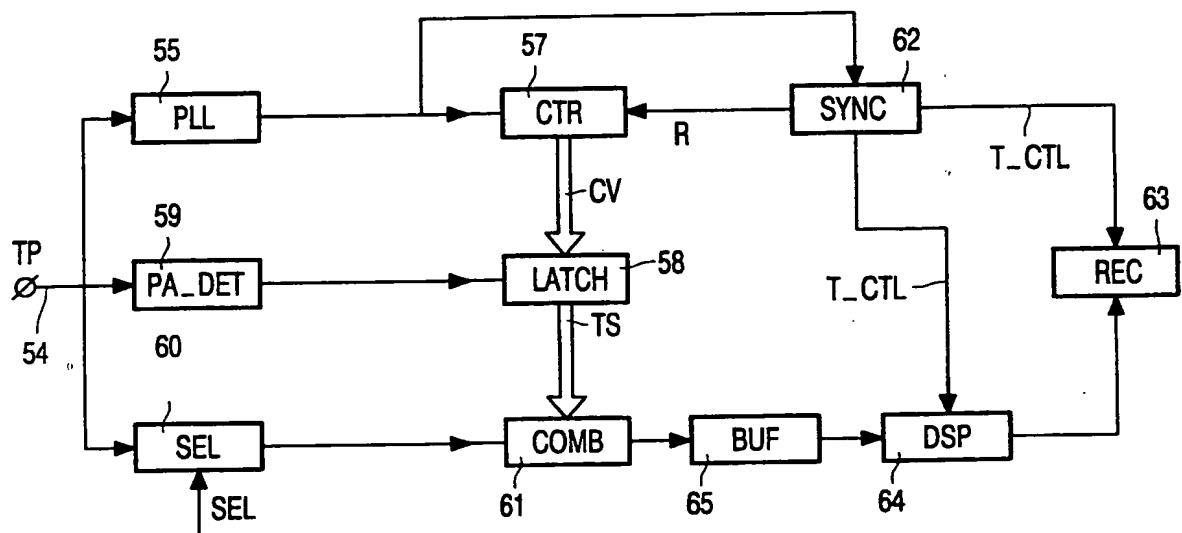 55
PLL
57
CTR
62
SYNC
R
T_CTL
CV
63
REC
59
PA_DET
TP
54
58
LATCH
TS
T_CTL
60
SEL
SEL
COMB
61
BUF
65
DSP
64